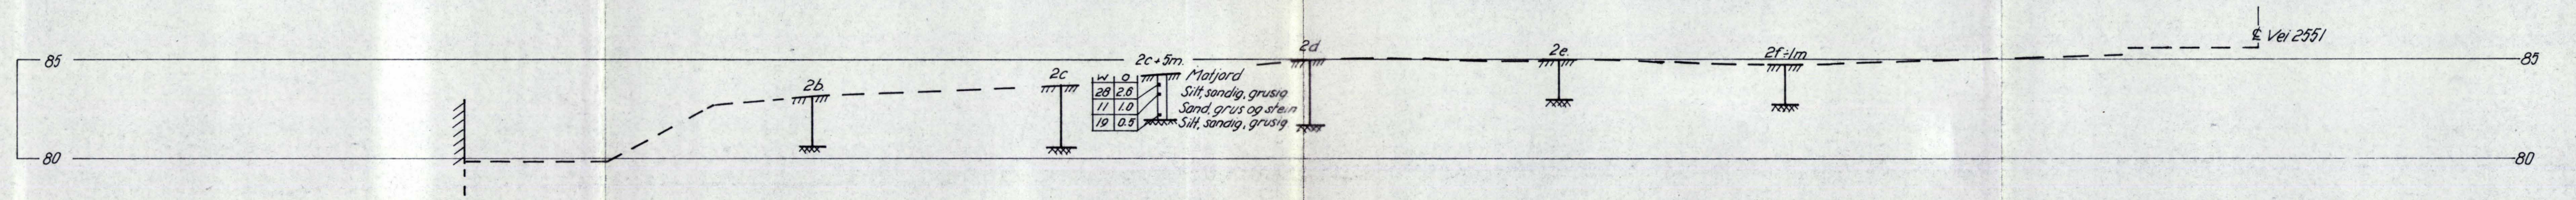 ℄ Vei 2551
85
2b
2c
2c+5m.
2d
2e
2f÷1m
85
W O
Matjord
28 2.6
Silt, sandig, grusig
11 1.0
Sand, grus og stein
19 0.5
Silt, sandig, grusig
80
80